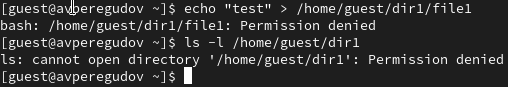 [guest@avperegudov ~]$ echo "test" > /home/guest/dir1/file1
bash: /home/guest/dir1/file1: Permission denied
[guest@avperegudov ~]$ ls -l /home/guest/dir1
ls: cannot open directory '/home/guest/dir1': Permission denied
[guest@avperegudov ~]$